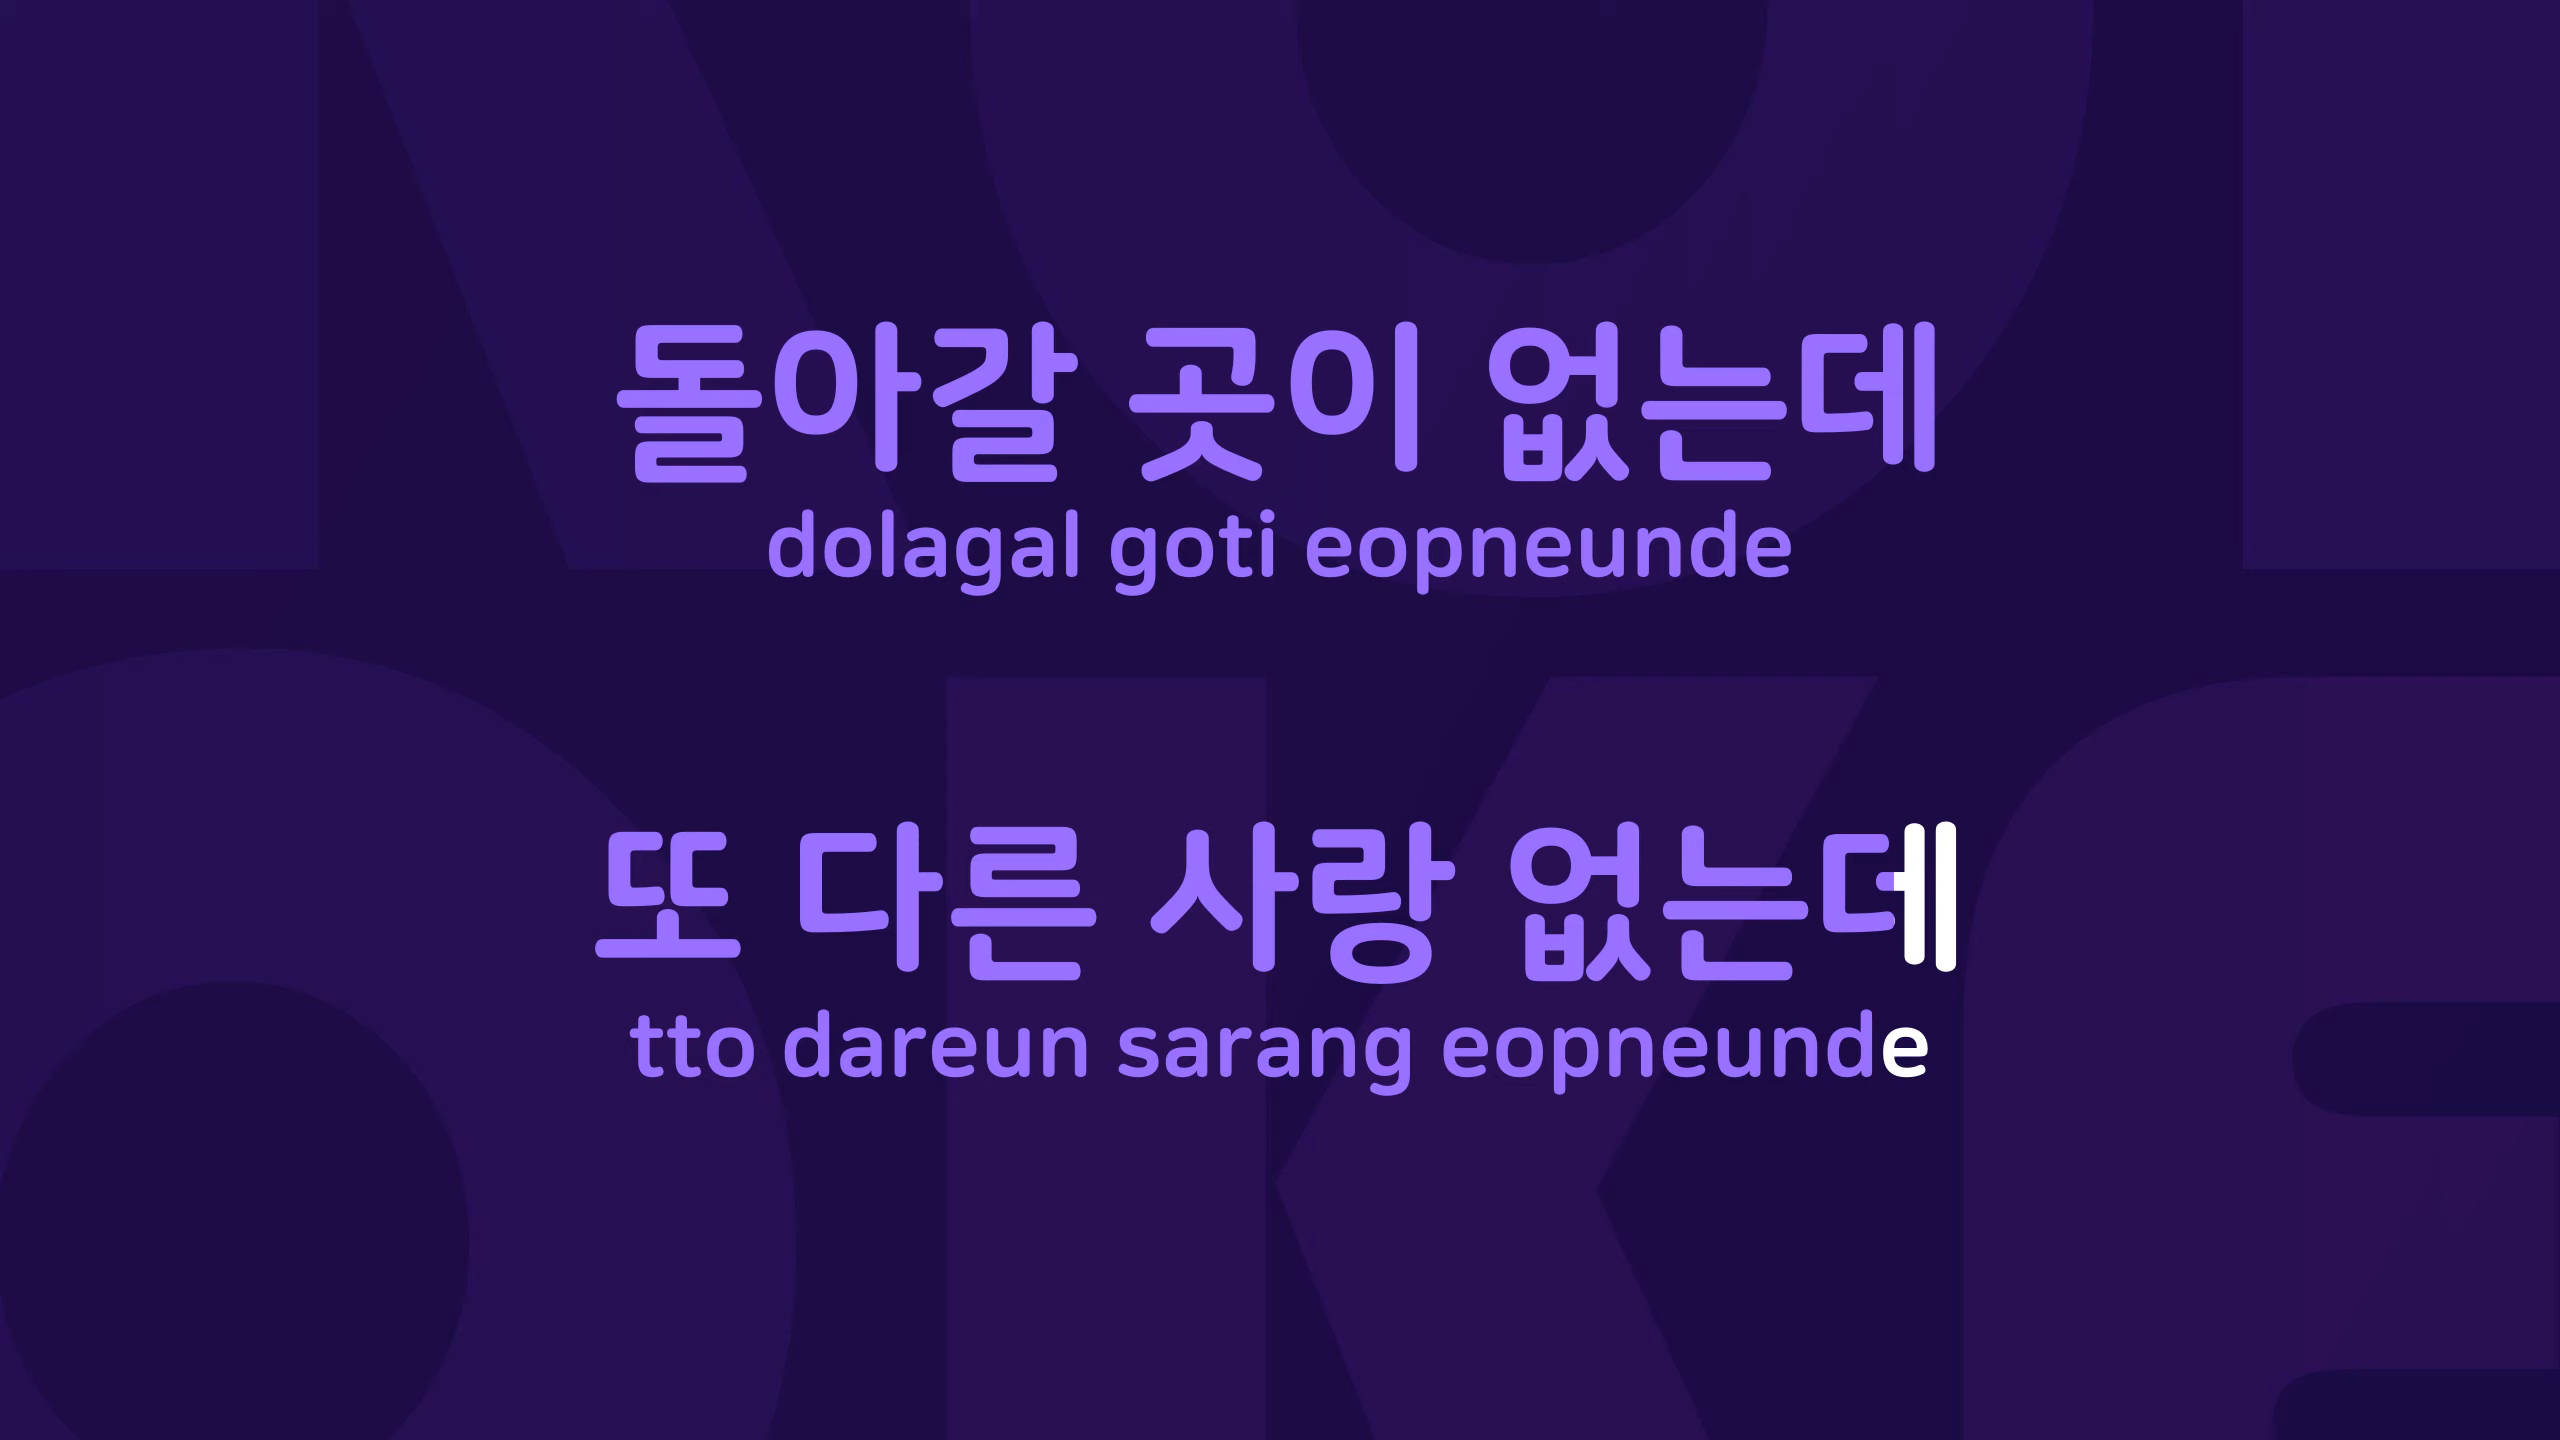 돌아갈 곳이 없는데
dolagal goti eopneunde
또 다른 사랑 없는데
tto dareun sarang eopneunde